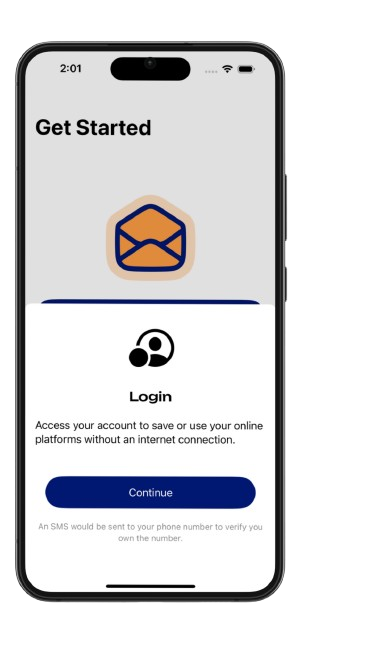 2:01
Get Started
Login
Access your account to save or use your online
platforms without an internet connection.
Continue
An SMS would be sent to your phone number to verify you
own the number.